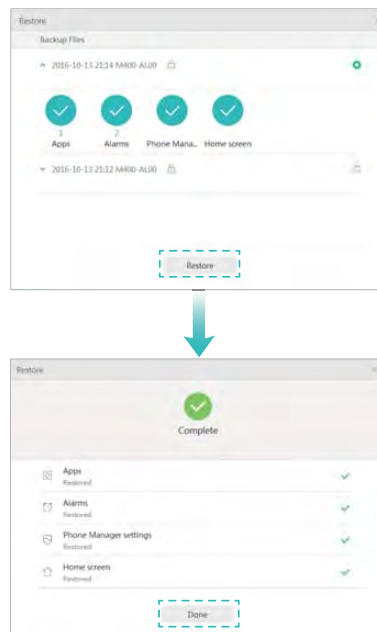 Restore
Backup Files
2016-10-13 21:14 M400-AL00
1 2
Apps Alarms Phone Mana... Home screen
2016-10-13 21:12 M400-AL00
Restore
Restore
Complete
Apps
Restored
Alarms
Restored
Phone Manager settings
Restored
Home screen
Restored
Done